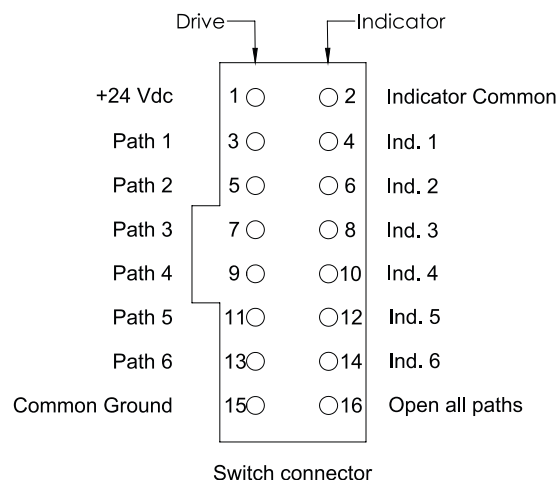 Drive Indicator
+24 Vdc 1 2 Indicator Common
Path 1 3 4 Ind. 1
Path 2 5 6 Ind. 2
Path 3 7 8 Ind. 3
Path 4 9 10 Ind. 4
Path 5 11 12 Ind. 5
Path 6 13 14 Ind. 6
Common Ground 15 16 Open all paths
Switch connector